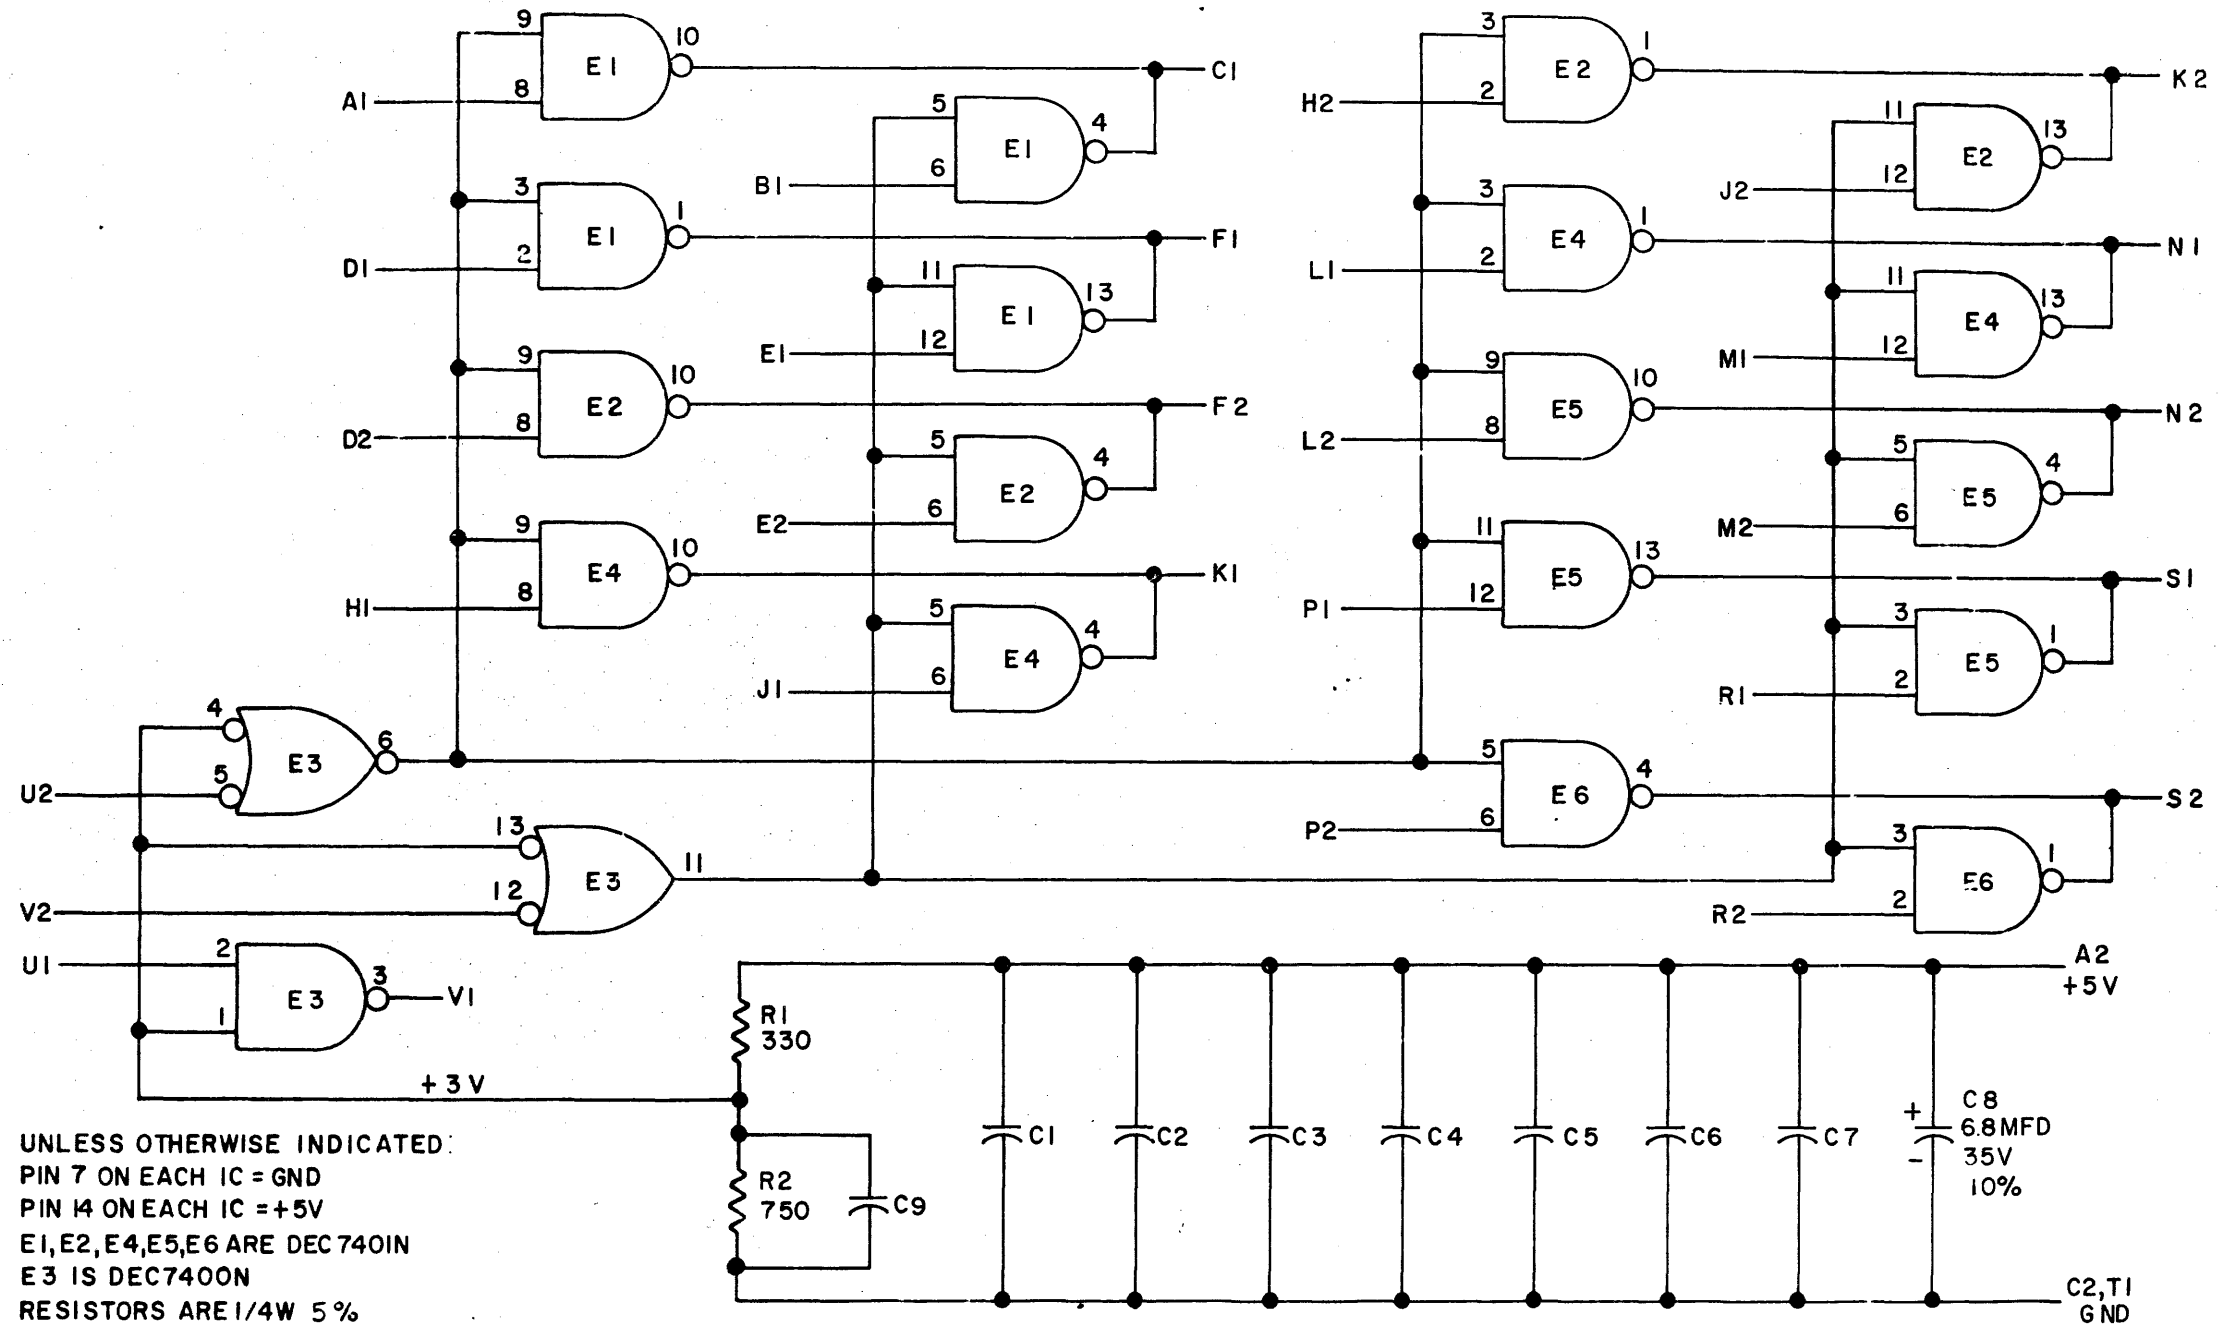 9
E1
10
8
A1
C1
5
E1
4
6
B1
3
E1
1
2
D1
F1
11
E1
13
12
E1
9
E2
10
8
D2
F2
5
E2
4
6
E2
9
E4
10
8
H1
K1
5
E4
4
6
J1
3
E2
1
2
H2
K2
11
E2
13
12
J2
3
E4
1
2
L1
N1
11
E4
13
12
M1
9
E5
10
8
L2
N2
5
E5
4
6
M2
11
E5
13
12
P1
S1
3
E5
1
2
R1
5
E6
4
6
P2
S2
3
E6
1
2
R2
4
E3
6
5
U2
13
E3
11
12
V2
2
E3
3
1
U1
V1
+3V
R1
330
R2
750
C9
C1
C2
C3
C4
C5
C6
C7
+
C8
6.8MFD
35V
10%
-
A2
+5V
C2,T1
GND
UNLESS OTHERWISE INDICATED:
PIN 7 ON EACH IC = GND
PIN 14 ON EACH IC = +5V
E1,E2,E4,E5,E6 ARE DEC7401N
E3 IS DEC7400N
RESISTORS ARE 1/4W 5%